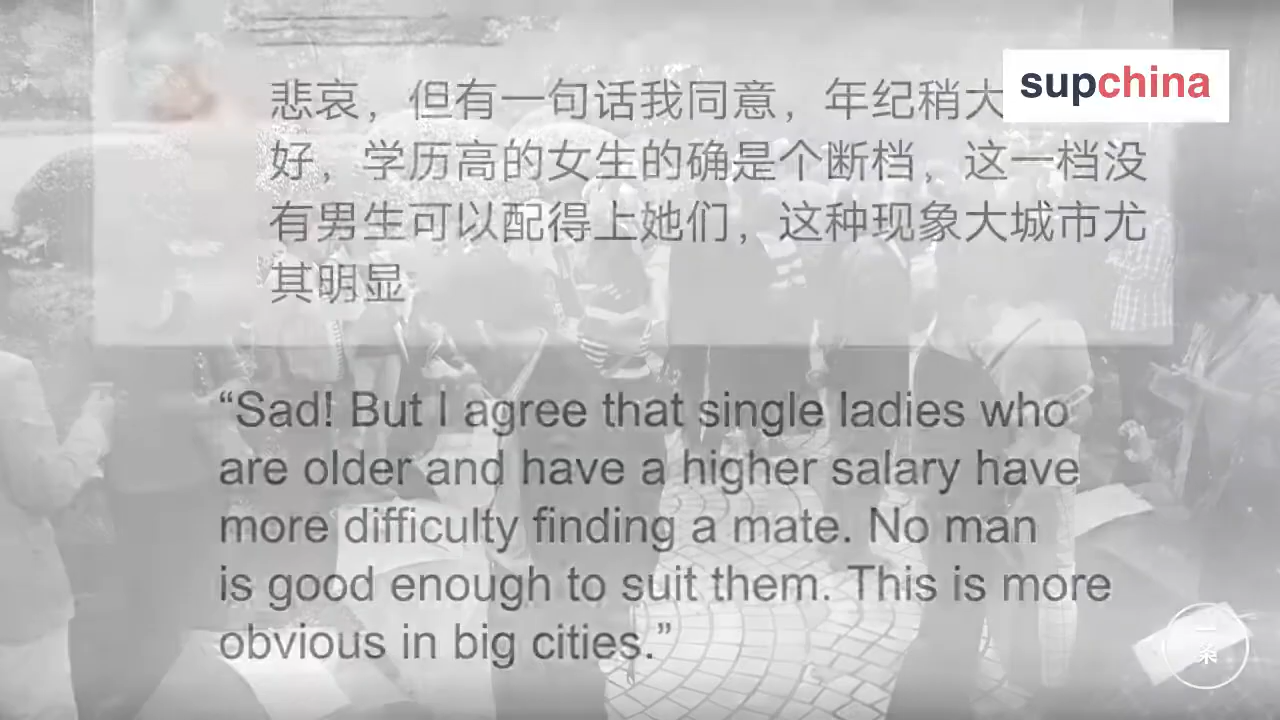 supchina
悲哀，但有一句话我同意，年纪稍大
好，学历高的女生的确是个断档，这一档没
有男生可以配得上她们，这种现象大城市尤
其明显
“Sad! But I agree that single ladies who
are older and have a higher salary have
more difficulty finding a mate. No man
is good enough to suit them. This is more
obvious in big cities.”
一
条